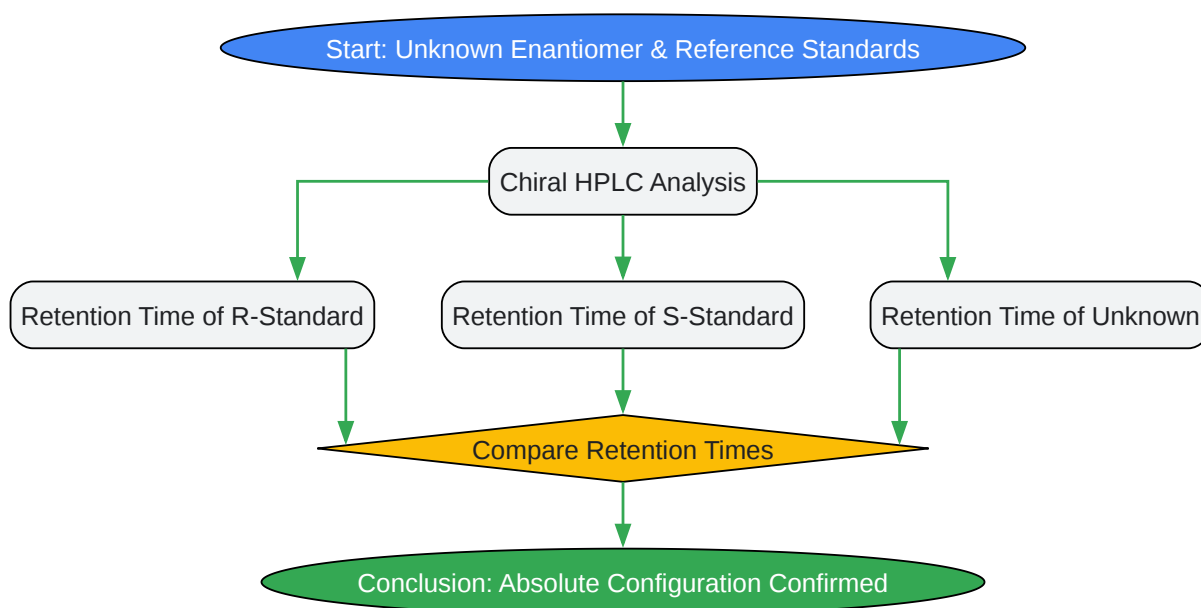 Start: Unknown Enantiomer & Reference Standards
Chiral HPLC Analysis
Retention Time of R-Standard
Retention Time of S-Standard
Retention Time of Unknown
Compare Retention Times
Conclusion: Absolute Configuration Confirmed